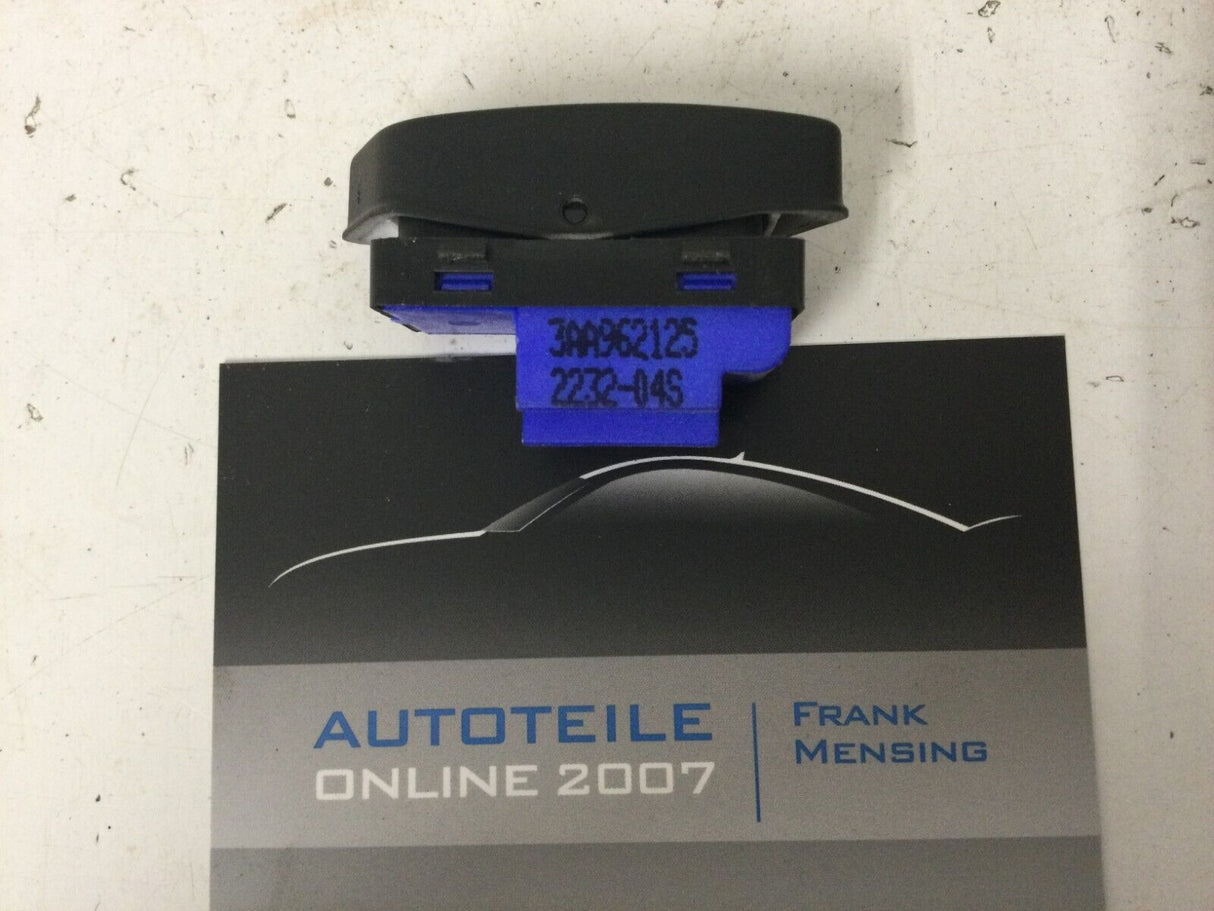 3AA962125
2232-04S
AUTOTEILE
ONLINE 2007
FRANK
MENSING